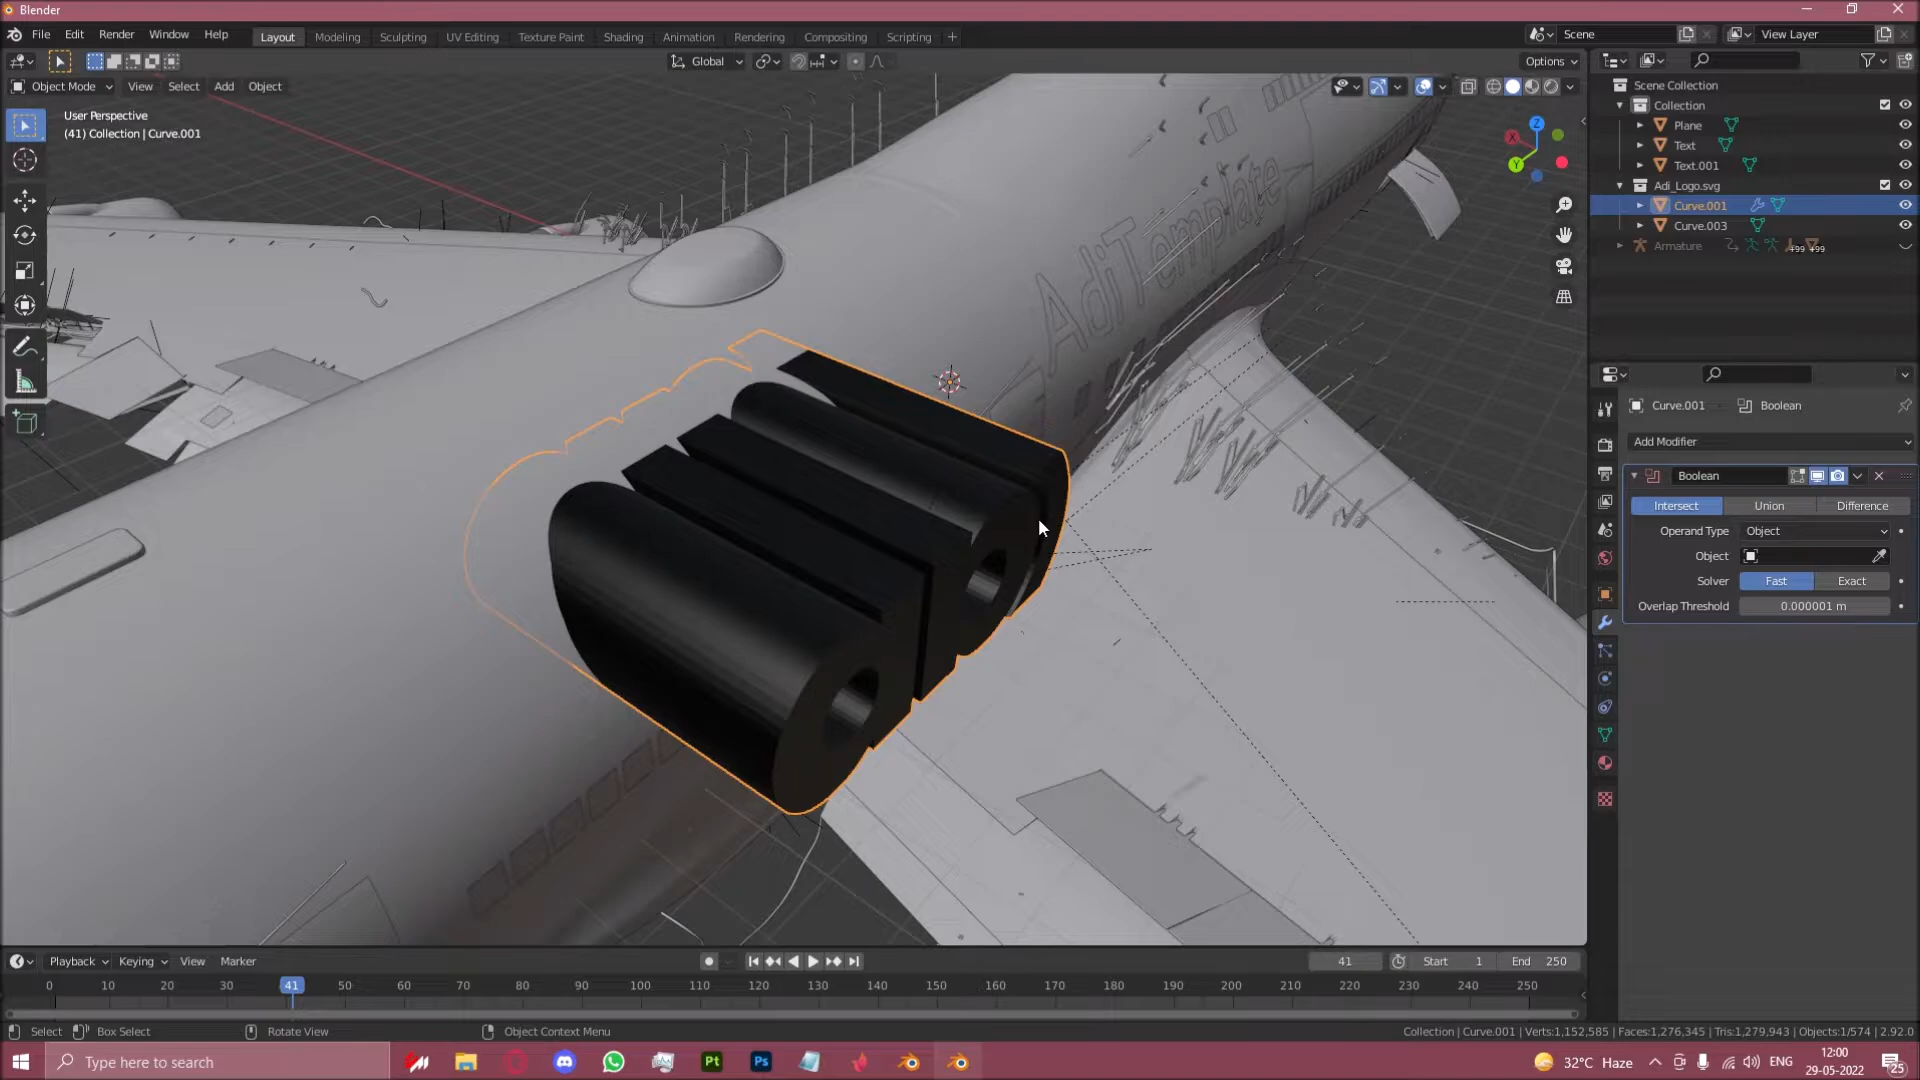 Blender
File Edit Render Window Help
Layout Modeling Sculpting UV Editing Texture Paint Shading Animation Rendering Compositing Scripting +
Scene View Layer
Global Options
Object Mode View Select Add Object
User Perspective
(41) Collection | Curve.001
X Y Z
AdiTemplate
Scene Collection
Collection
Plane
Text
Text.001
Adi_Logo.svg
Curve.001
Curve.003
Armature +99 +99
Curve.001 Boolean
Add Modifier
Boolean
Intersect Union Difference
Operand Type Object
Object
Solver Fast Exact
Overlap Threshold 0.000001 m
Playback Keying View Marker
41 Start 1 End 250
0 10 20 30 41 50 60 70 80 90 100 110 120 130 140 150 160 170 180 190 200 210 220 230 240 250
Select Box Select Rotate View Object Context Menu
Collection | Curve.001 | Verts:1,152,585 | Faces:1,276,345 | Tris:1,279,943 | Objects:1/574 | 2.92.0
Type here to search
Pt Ps
32°C Haze
ENG
12:00
29-05-2022
25